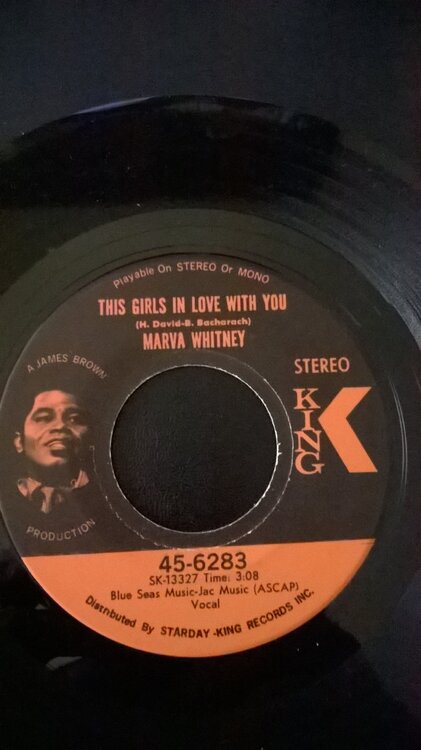 Playable On STEREO Or MONO
THIS GIRLS IN LOVE WITH YOU
(H. David-B. Bacharach)
MARVA WHITNEY
A JAMES BROWN
PRODUCTION
STEREO
KING
45-6283
SK-13327 Time: 3:08
Blue Seas Music-Jac Music (ASCAP)
Vocal
Distributed By STARDAY-KING RECORDS INC.